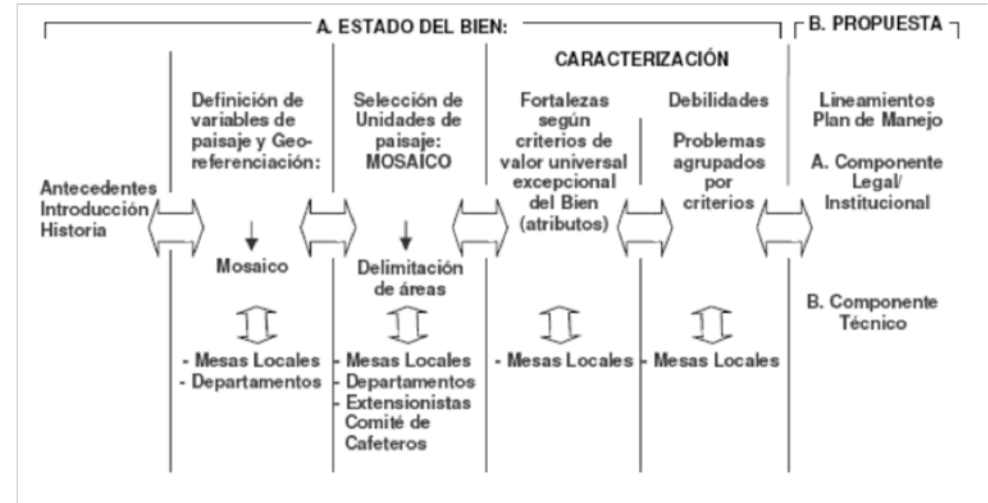 A. ESTADO DEL BIEN:
B. PROPUESTA
CARACTERIZACIÓN
Antecedentes
Introducción
Historia
Definición de
variables de
paisaje y Geo-
referenciación:
Mosaico
- Mesas Locales
- Departamentos
Selección de
Unidades de
paisaje:
MOSAICO
Delimitación
de áreas
- Mesas Locales
- Departamentos
- Extensionistas
Comité de
Cafeteros
Fortalezas
según
criterios de
valor universal
excepcional
del Bien
(atributos)
- Mesas Locales
Debilidades
Problemas
agrupados
por
criterios
- Mesas Locales
Lineamientos
Plan de Manejo
A. Componente
Legal/
Institucional
B. Componente
Técnico